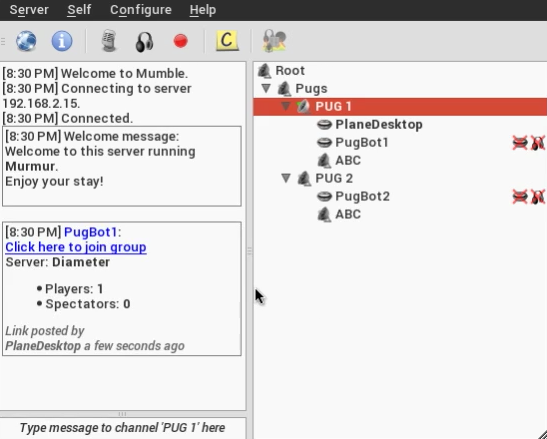 Server Self Configure Help
C
[8:30 PM] Welcome to Mumble.
[8:30 PM] Connecting to server
192.168.2.15.
[8:30 PM] Connected.
[8:30 PM] Welcome message:
Welcome to this server running
Murmur.
Enjoy your stay!
[8:30 PM] PugBot1:
Click here to join group
Server: Diameter
• Players: 1
• Spectators: 0
Link posted by
PlaneDesktop a few seconds ago
Type message to channel 'PUG 1' here
Root
Pugs
PUG 1
PlaneDesktop
PugBot1
ABC
PUG 2
PugBot2
ABC